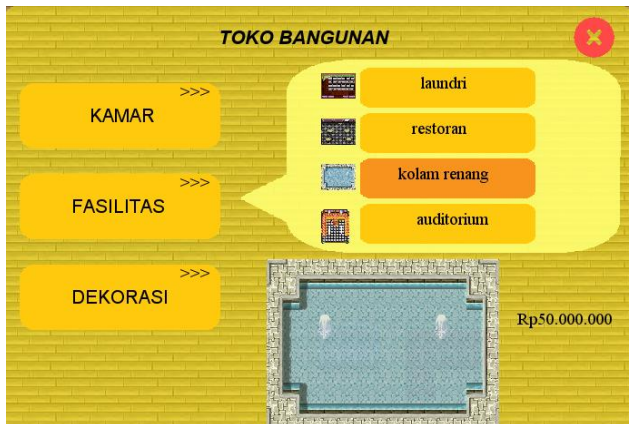 TOKO BANGUNAN
X
>>>
KAMAR
>>>
FASILITAS
>>>
DEKORASI
laundri
restoran
kolam renang
auditorium
Rp50.000.000